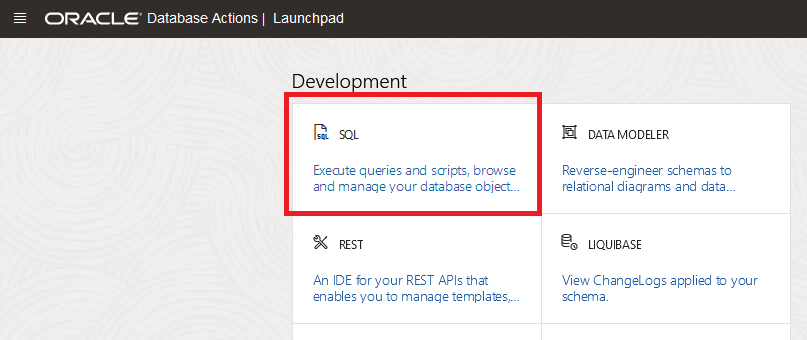 ORACLE Database Actions | Launchpad
Development
SQL
SQL
Execute queries and scripts, browse
and manage your database object...
DATA MODELER
Reverse-engineer schemas to
relational diagrams and data...
REST
An IDE for your REST APIs that
enables you to manage templates,...
LIQUIBASE
View ChangeLogs applied to your
schema.